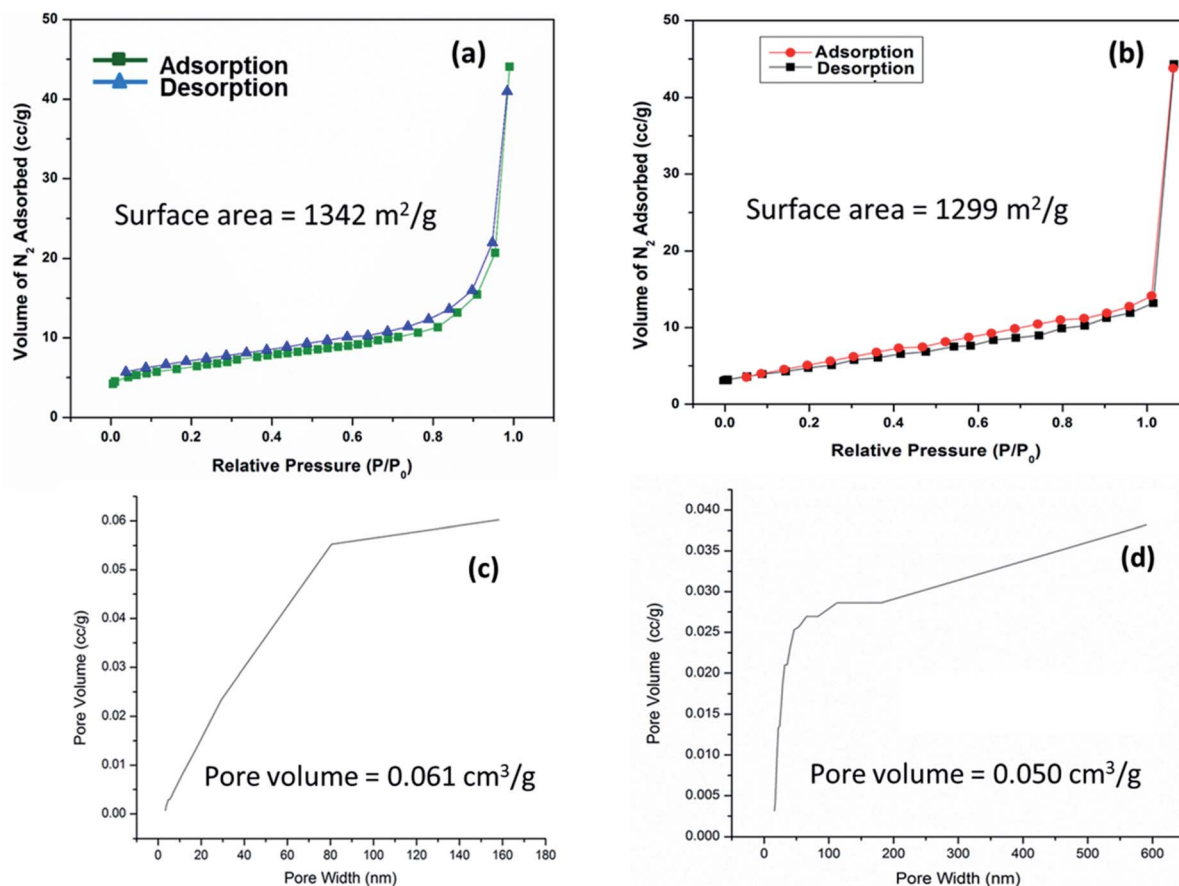 50
40
30
20
10
0
Volume of N₂ Adsorbed (cc/g)
Adsorption
Desorption
(a)
Surface area = 1342 m²/g
0.0 0.2 0.4 0.6 0.8 1.0
Relative Pressure (P/P₀)
50
40
30
20
10
0
Volume of N₂ Adsorbed (cc/g)
Adsorption
Desorption
(b)
Surface area = 1299 m²/g
0.0 0.2 0.4 0.6 0.8 1.0
Relative Pressure (P/P₀)
0.06
0.05
0.04
0.03
0.02
0.01
0.00
Pore Volume (cc/g)
(c)
Pore volume = 0.061 cm³/g
0 20 40 60 80 100 120 140 160 180
Pore Width (nm)
0.040
0.035
0.030
0.025
0.020
0.015
0.010
0.005
0.000
Pore Volume (cc/g)
(d)
Pore volume = 0.050 cm³/g
0 100 200 300 400 500 600
Pore Width (nm)